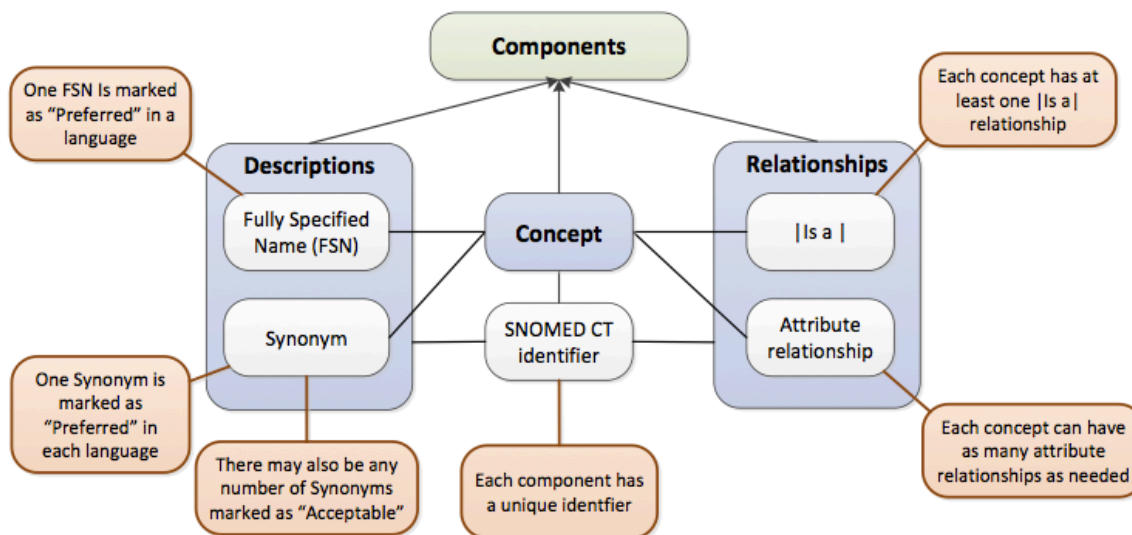 Components
One FSN Is marked
as “Preferred” in a
language
Each concept has at
least one |Is a|
relationship
Descriptions
Relationships
Fully Specified
Name (FSN)
Concept
|Is a |
Synonym
SNOMED CT
identifier
Attribute
relationship
One Synonym is
marked as
“Preferred” in
each language
There may also be any
number of Synonyms
marked as “Acceptable”
Each component has
a unique identfier
Each concept can have
as many attribute
relationships as needed